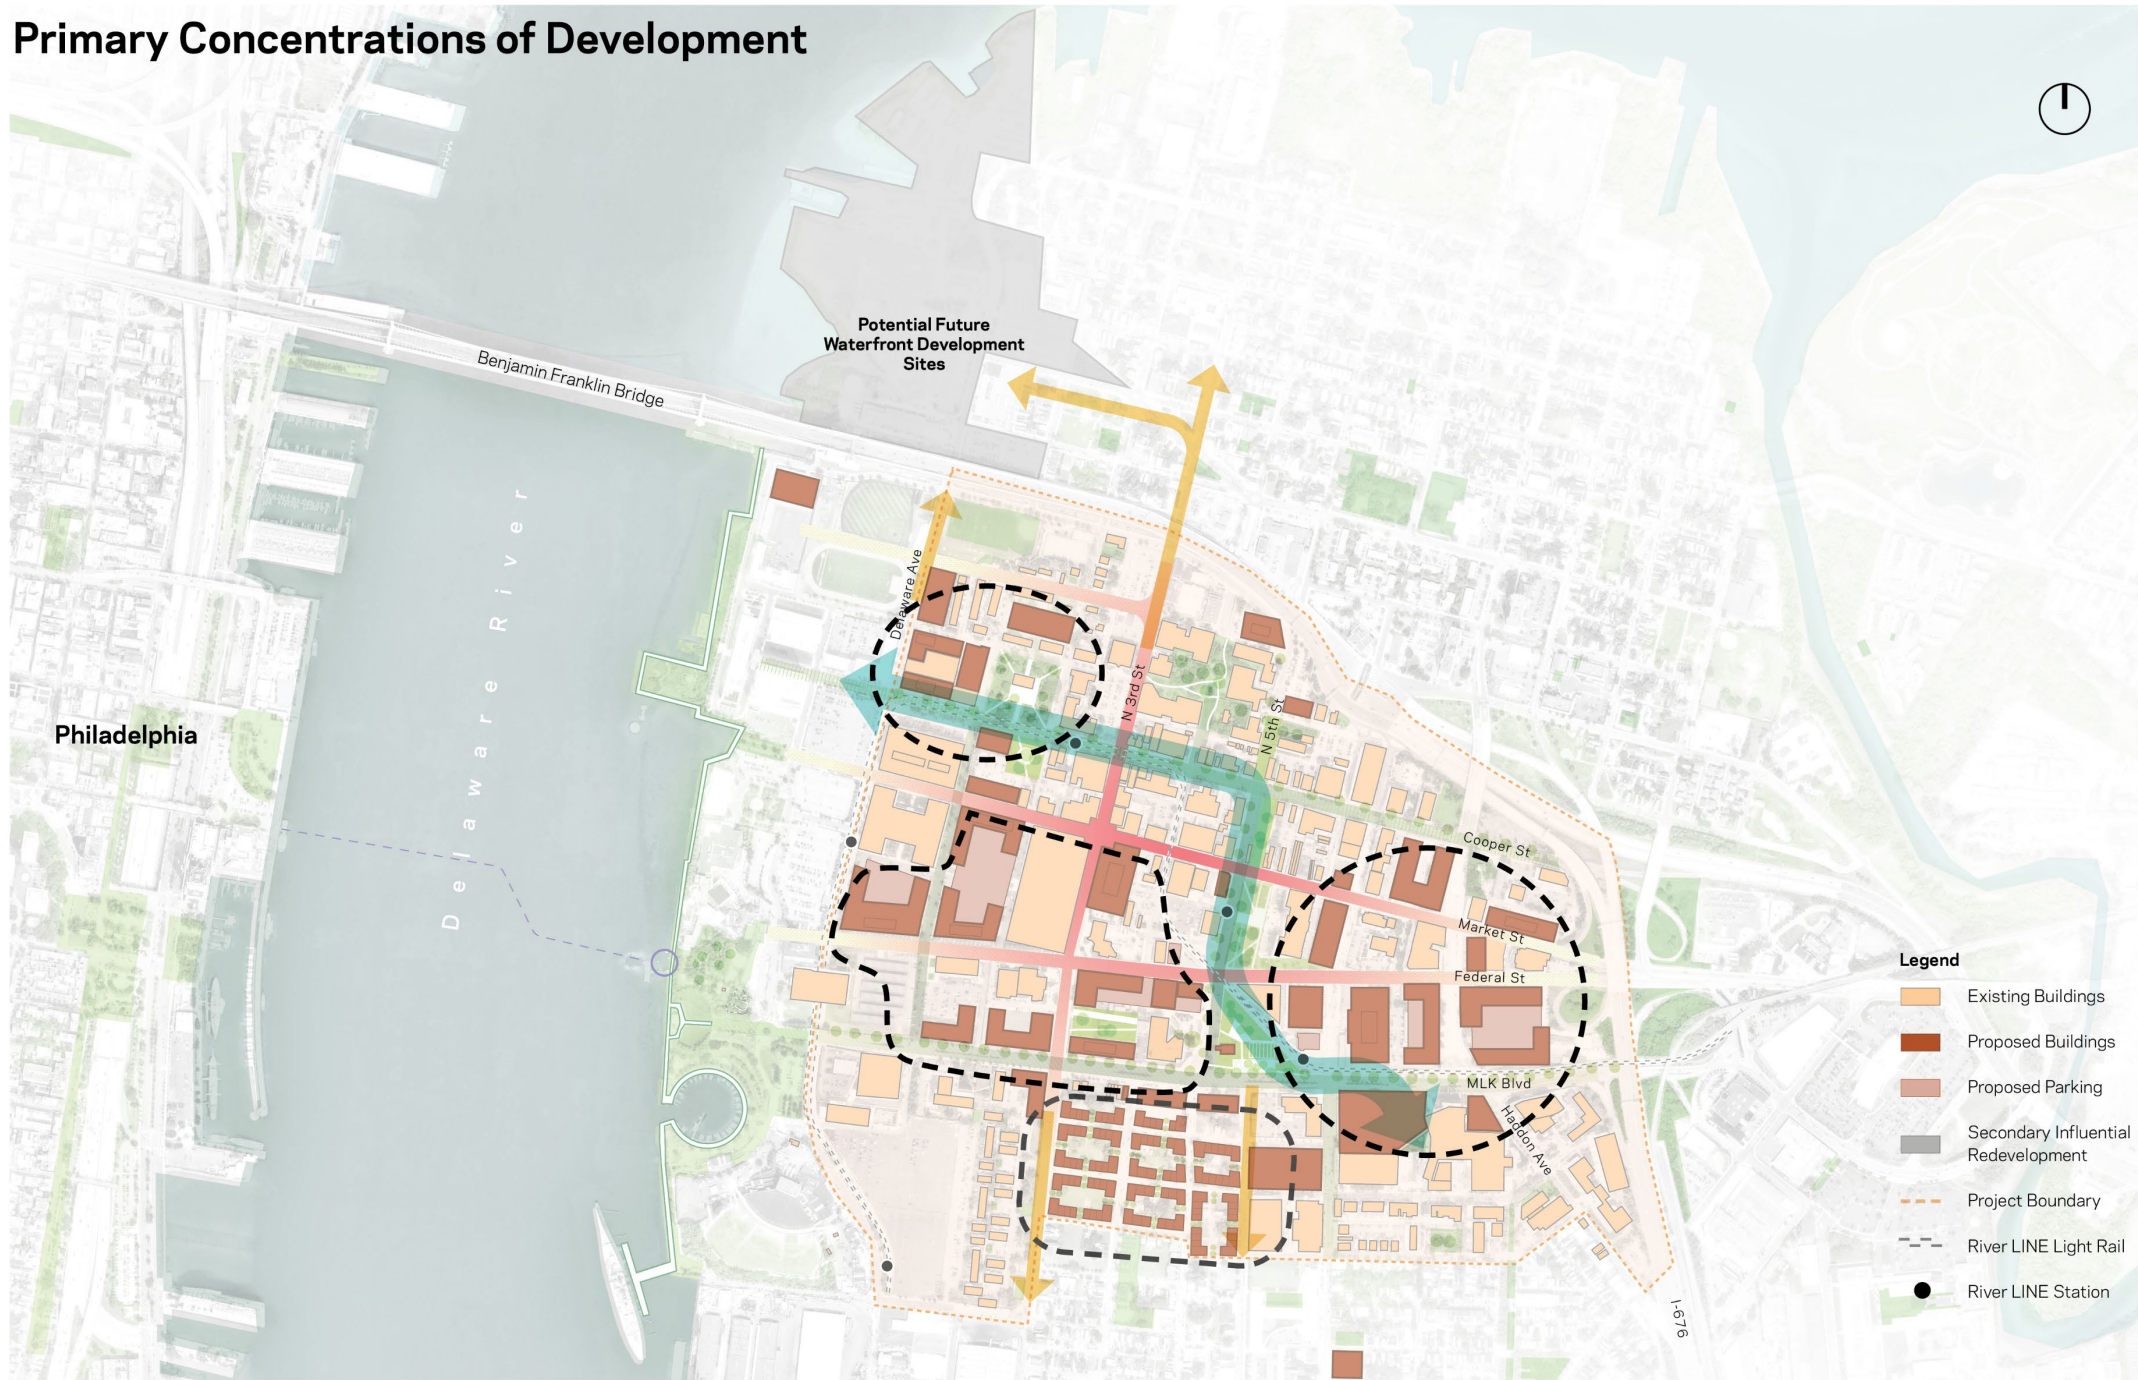 Primary Concentrations of Development
Potential Future
Waterfront Development
Sites
Benjamin Franklin Bridge
Delaware River
Philadelphia
Delaware Ave
N 3rd St
N 5th St
Cooper St
Market St
Federal St
MLK Blvd
Haddon Ave
I-676
Legend
Existing Buildings
Proposed Buildings
Proposed Parking
Secondary Influential
Redevelopment
Project Boundary
River LINE Light Rail
River LINE Station